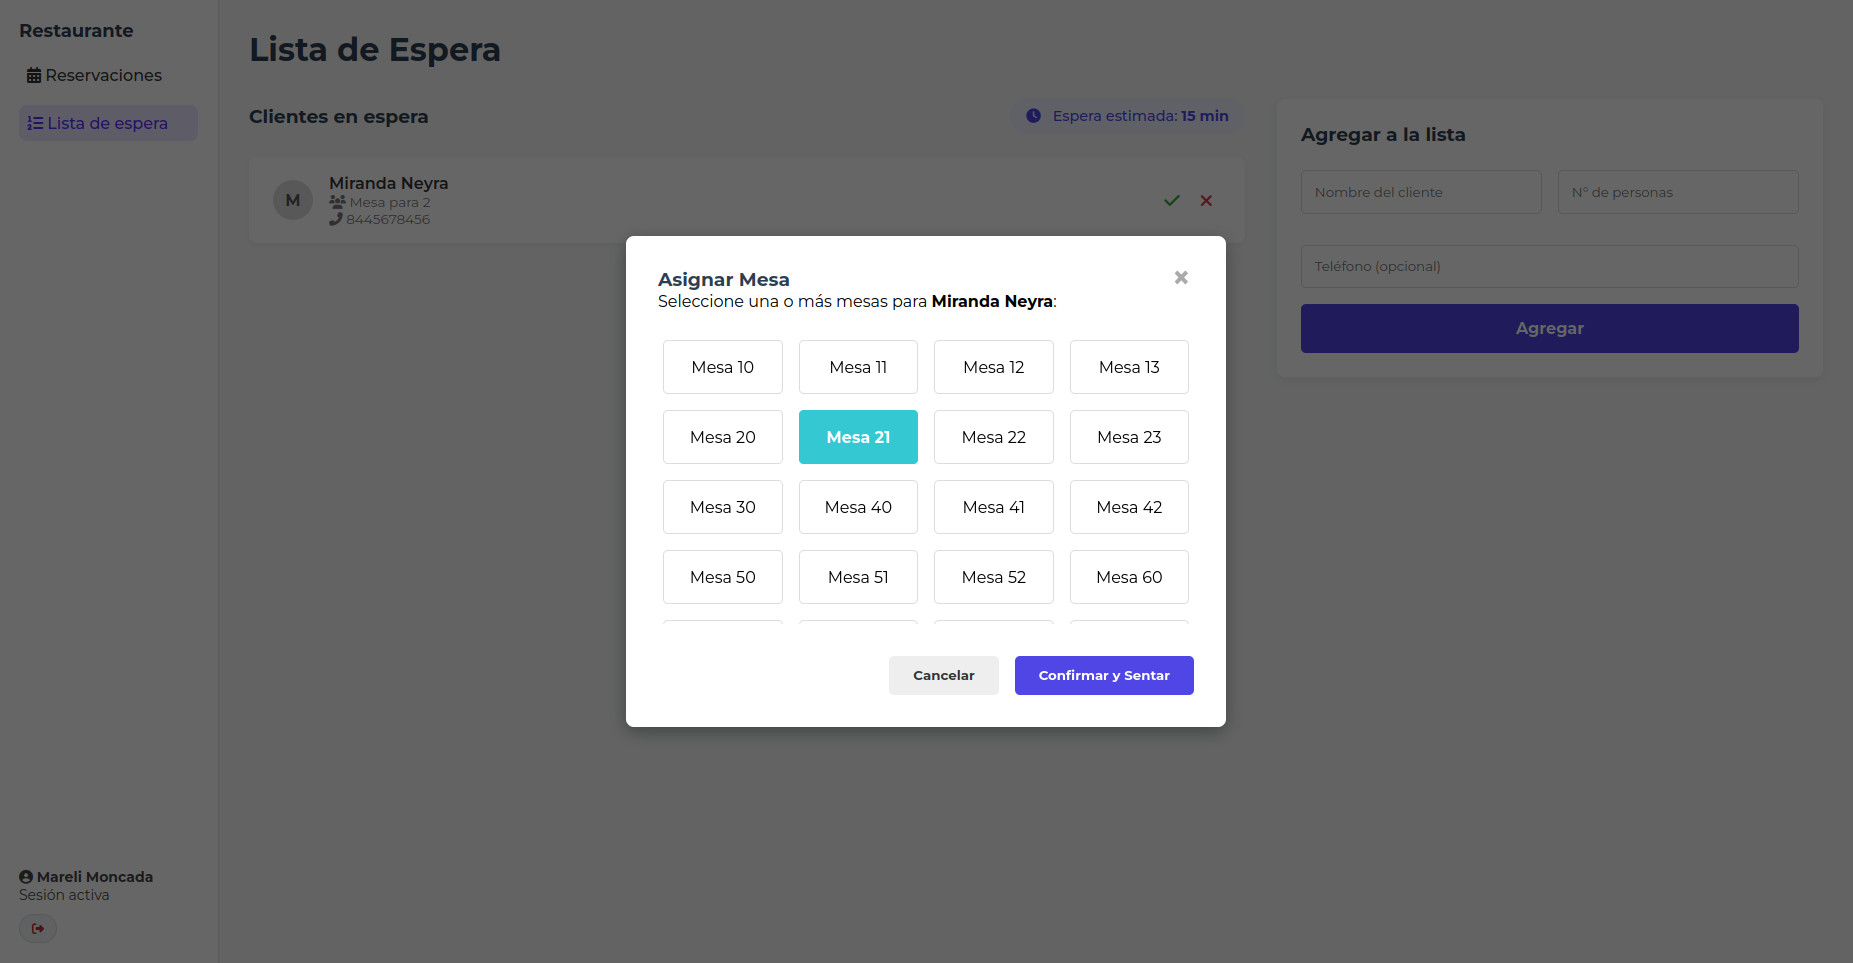 Restaurante
Reservaciones
Lista de espera
Mareli Moncada
Sesión activa
Lista de Espera
Clientes en espera
Espera estimada: 15 min
M
Miranda Neyra
Mesa para 2
8445678456
Agregar a la lista
Nombre del cliente
N° de personas
Teléfono (opcional)
Agregar
Asignar Mesa
Seleccione una o más mesas para Miranda Neyra:
Mesa 10
Mesa 11
Mesa 12
Mesa 13
Mesa 20
Mesa 21
Mesa 22
Mesa 23
Mesa 30
Mesa 40
Mesa 41
Mesa 42
Mesa 50
Mesa 51
Mesa 52
Mesa 60
Cancelar
Confirmar y Sentar